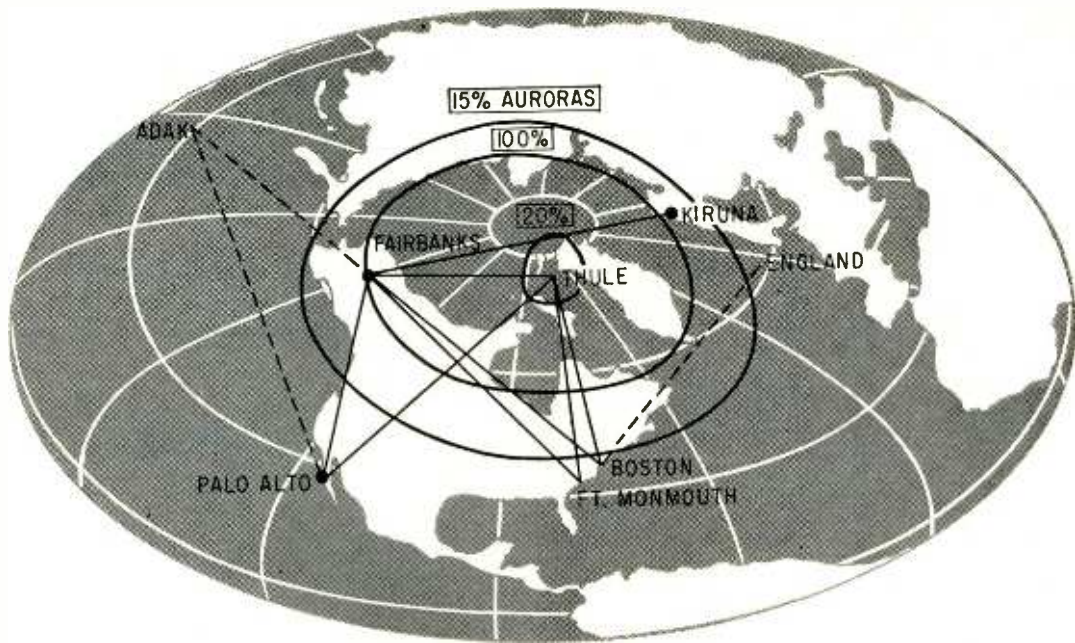 15% AURORAS
100%
ADAK
20%
KIRUNA
FAIRBANKS
ENGLAND
THULE
BOSTON
PALO ALTO
FT. MONMOUTH